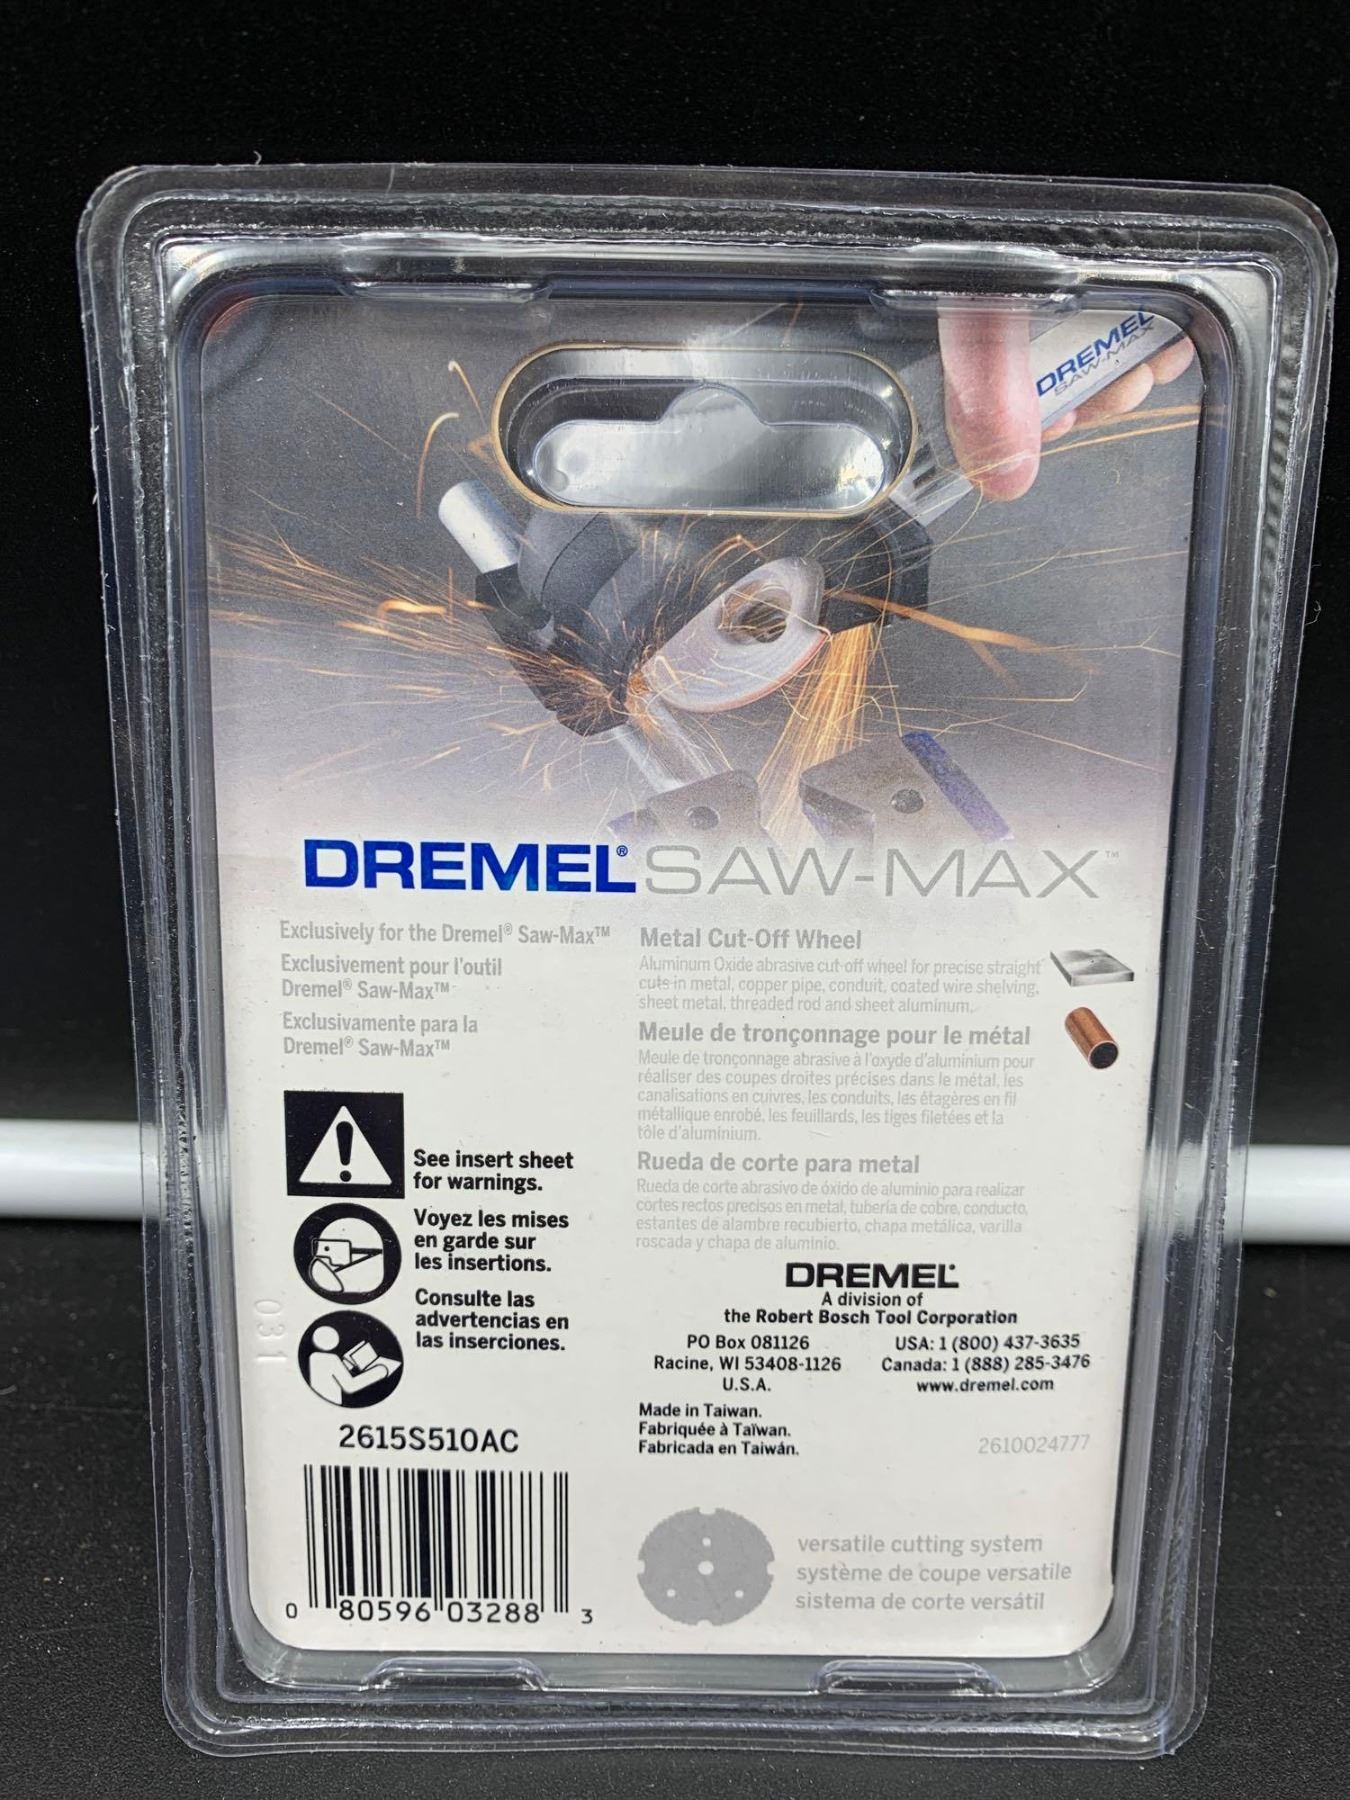 DREMEL
SAW-MAX
DREMEL® SAW-MAX™
Exclusively for the Dremel® Saw-Max™
Exclusivement pour l'outil
Dremel® Saw-Max™
Exclusivamente para la
Dremel® Saw-Max™
Metal Cut-Off Wheel
Aluminum Oxide abrasive cut-off wheel for precise straight
cuts in metal, copper pipe, conduit, coated wire shelving,
sheet metal, threaded rod and sheet aluminum.
Meule de tronçonnage pour le métal
Meule de tronçonnage abrasive à l'oxyde d'aluminium pour
réaliser des coupes droites précises dans le métal, les
canalisations en cuivres, les conduits, les étagères en fil
métallique enrobé, les feuillards, les tiges filetées et la
tôle d'aluminium.
Rueda de corte para metal
Rueda de corte abrasivo de óxido de aluminio para realizar
cortes rectos precisos en metal, tubería de cobre, conducto,
estantes de alambre recubierto, chapa metálica, varilla
roscada y chapa de aluminio.
See insert sheet
for warnings.
Voyez les mises
en garde sur
les insertions.
Consulte las
advertencias en
las inserciones.
031
DREMEL®
A division of
the Robert Bosch Tool Corporation
PO Box 081126
Racine, WI 53408-1126
U.S.A.
USA: 1 (800) 437-3635
Canada: 1 (888) 285-3476
www.dremel.com
Made in Taiwan.
Fabriquée à Taïwan.
Fabricada en Taiwán.
2610024777
2615S510AC
0 80596 03288 3
versatile cutting system
système de coupe versatile
sistema de corte versátil